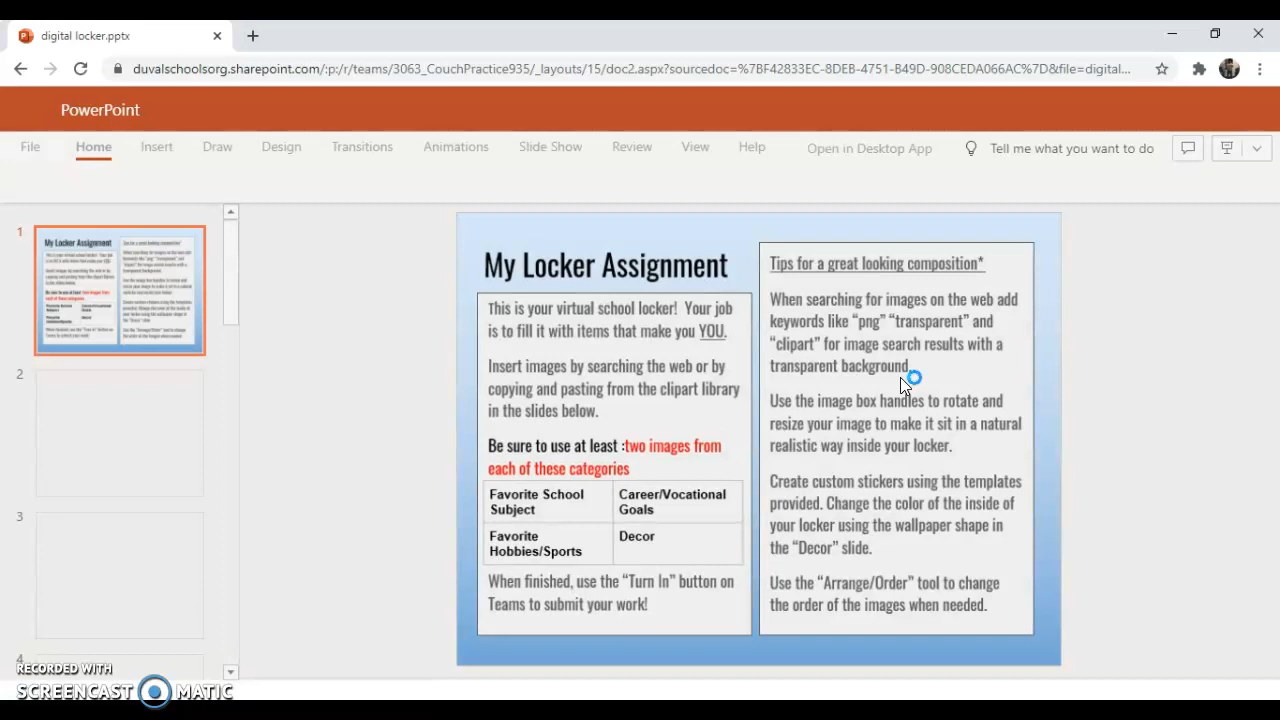 digital locker.pptx
duvalschoolsorg.sharepoint.com/:p:/r/teams/3063_CouchPractice935/_layouts/15/doc2.aspx?sourcedoc=%7BF42833EC-8DEB-4751-B49D-908CEDA066AC%7D&file=digital...
PowerPoint
File Home Insert Draw Design Transitions Animations Slide Show Review View Help Open in Desktop App Tell me what you want to do
1
My Locker Assignment
2
3
4
My Locker Assignment
This is your virtual school locker! Your job
is to fill it with items that make you YOU.
Insert images by searching the web or by
copying and pasting from the clipart library
in the slides below.
Be sure to use at least :two images from
each of these categories
Favorite School
Subject
Career/Vocational
Goals
Favorite
Hobbies/Sports
Decor
When finished, use the “Turn In” button on
Teams to submit your work!
Tips for a great looking composition*
When searching for images on the web add
keywords like “png” “transparent” and
“clipart” for image search results with a
transparent background.
Use the image box handles to rotate and
resize your image to make it sit in a natural
realistic way inside your locker.
Create custom stickers using the templates
provided. Change the color of the inside of
your locker using the wallpaper shape in
the “Decor” slide.
Use the “Arrange/Order” tool to change
the order of the images when needed.
RECORDED WITH
SCREENCAST MATIC